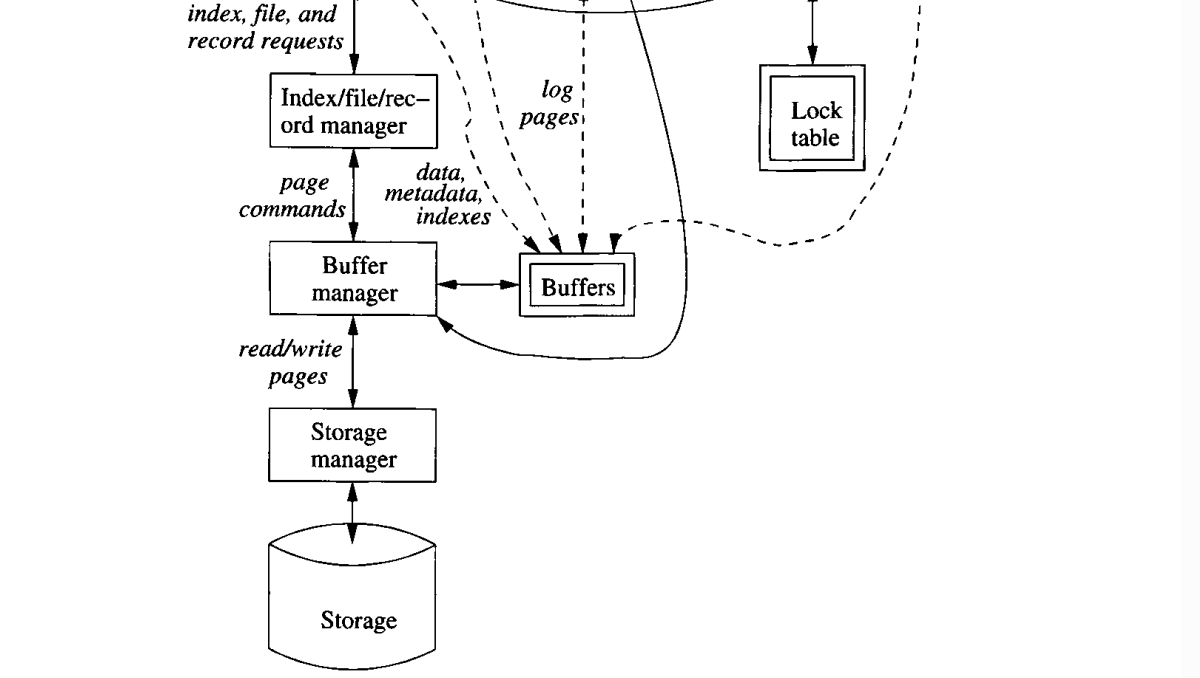 index, file, and
record requests
Index/file/rec–
ord manager
log
pages
Lock
table
page
commands
data,
metadata,
indexes
Buffer
manager
Buffers
read/write
pages
Storage
manager
Storage